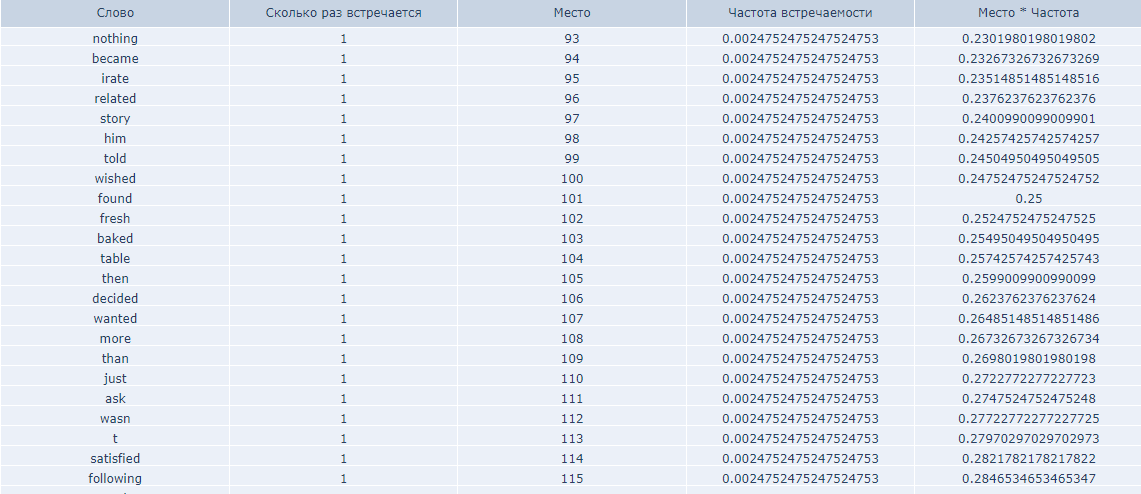 Слово Сколько раз встречается Место Частота встречаемости Место * Частота
nothing 1 93 0.0024752475247524753 0.2301980198019802
became 1 94 0.0024752475247524753 0.23267326732673269
irate 1 95 0.0024752475247524753 0.23514851485148516
related 1 96 0.0024752475247524753 0.2376237623762376
story 1 97 0.0024752475247524753 0.2400990099009901
him 1 98 0.0024752475247524753 0.24257425742574257
told 1 99 0.0024752475247524753 0.24504950495049505
wished 1 100 0.0024752475247524753 0.24752475247524752
found 1 101 0.0024752475247524753 0.25
fresh 1 102 0.0024752475247524753 0.2524752475247525
baked 1 103 0.0024752475247524753 0.25495049504950495
table 1 104 0.0024752475247524753 0.25742574257425743
then 1 105 0.0024752475247524753 0.2599009900990099
decided 1 106 0.0024752475247524753 0.2623762376237624
wanted 1 107 0.0024752475247524753 0.26485148514851486
more 1 108 0.0024752475247524753 0.26732673267326734
than 1 109 0.0024752475247524753 0.2698019801980198
just 1 110 0.0024752475247524753 0.2722772277227723
ask 1 111 0.0024752475247524753 0.2747524752475248
wasn 1 112 0.0024752475247524753 0.27722772277227725
t 1 113 0.0024752475247524753 0.27970297029702973
satisfied 1 114 0.0024752475247524753 0.2821782178217822
following 1 115 0.0024752475247524753 0.2846534653465347